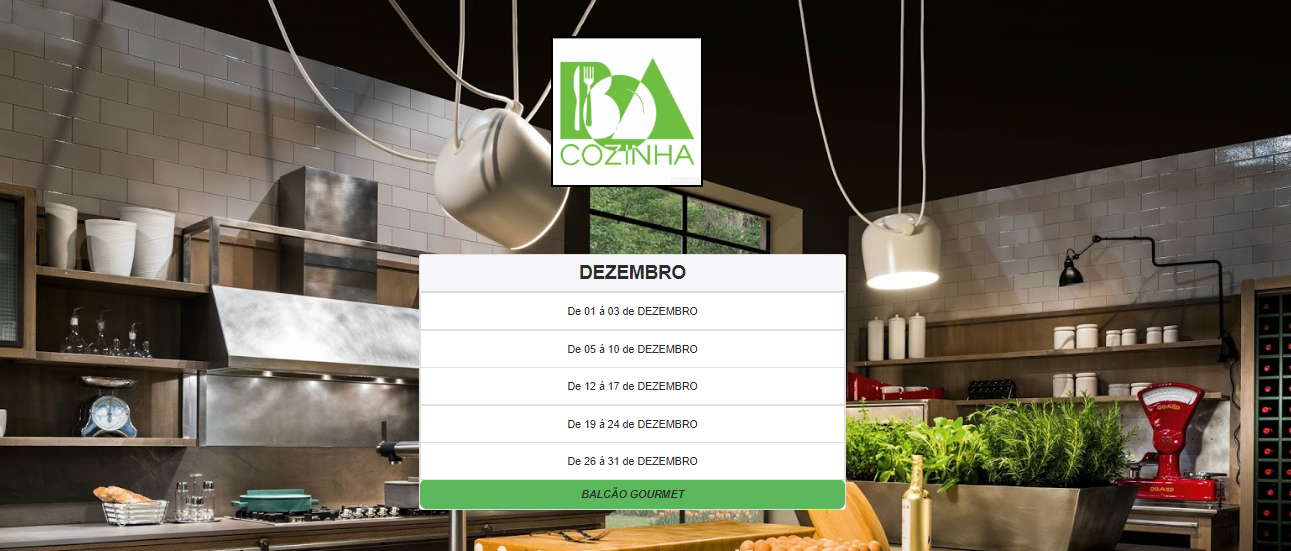 BOA
COZINHA
DEZEMBRO
De 01 á 03 de DEZEMBRO
De 05 á 10 de DEZEMBRO
De 12 á 17 de DEZEMBRO
De 19 á 24 de DEZEMBRO
De 26 á 31 de DEZEMBRO
BALCÃO GOURMET